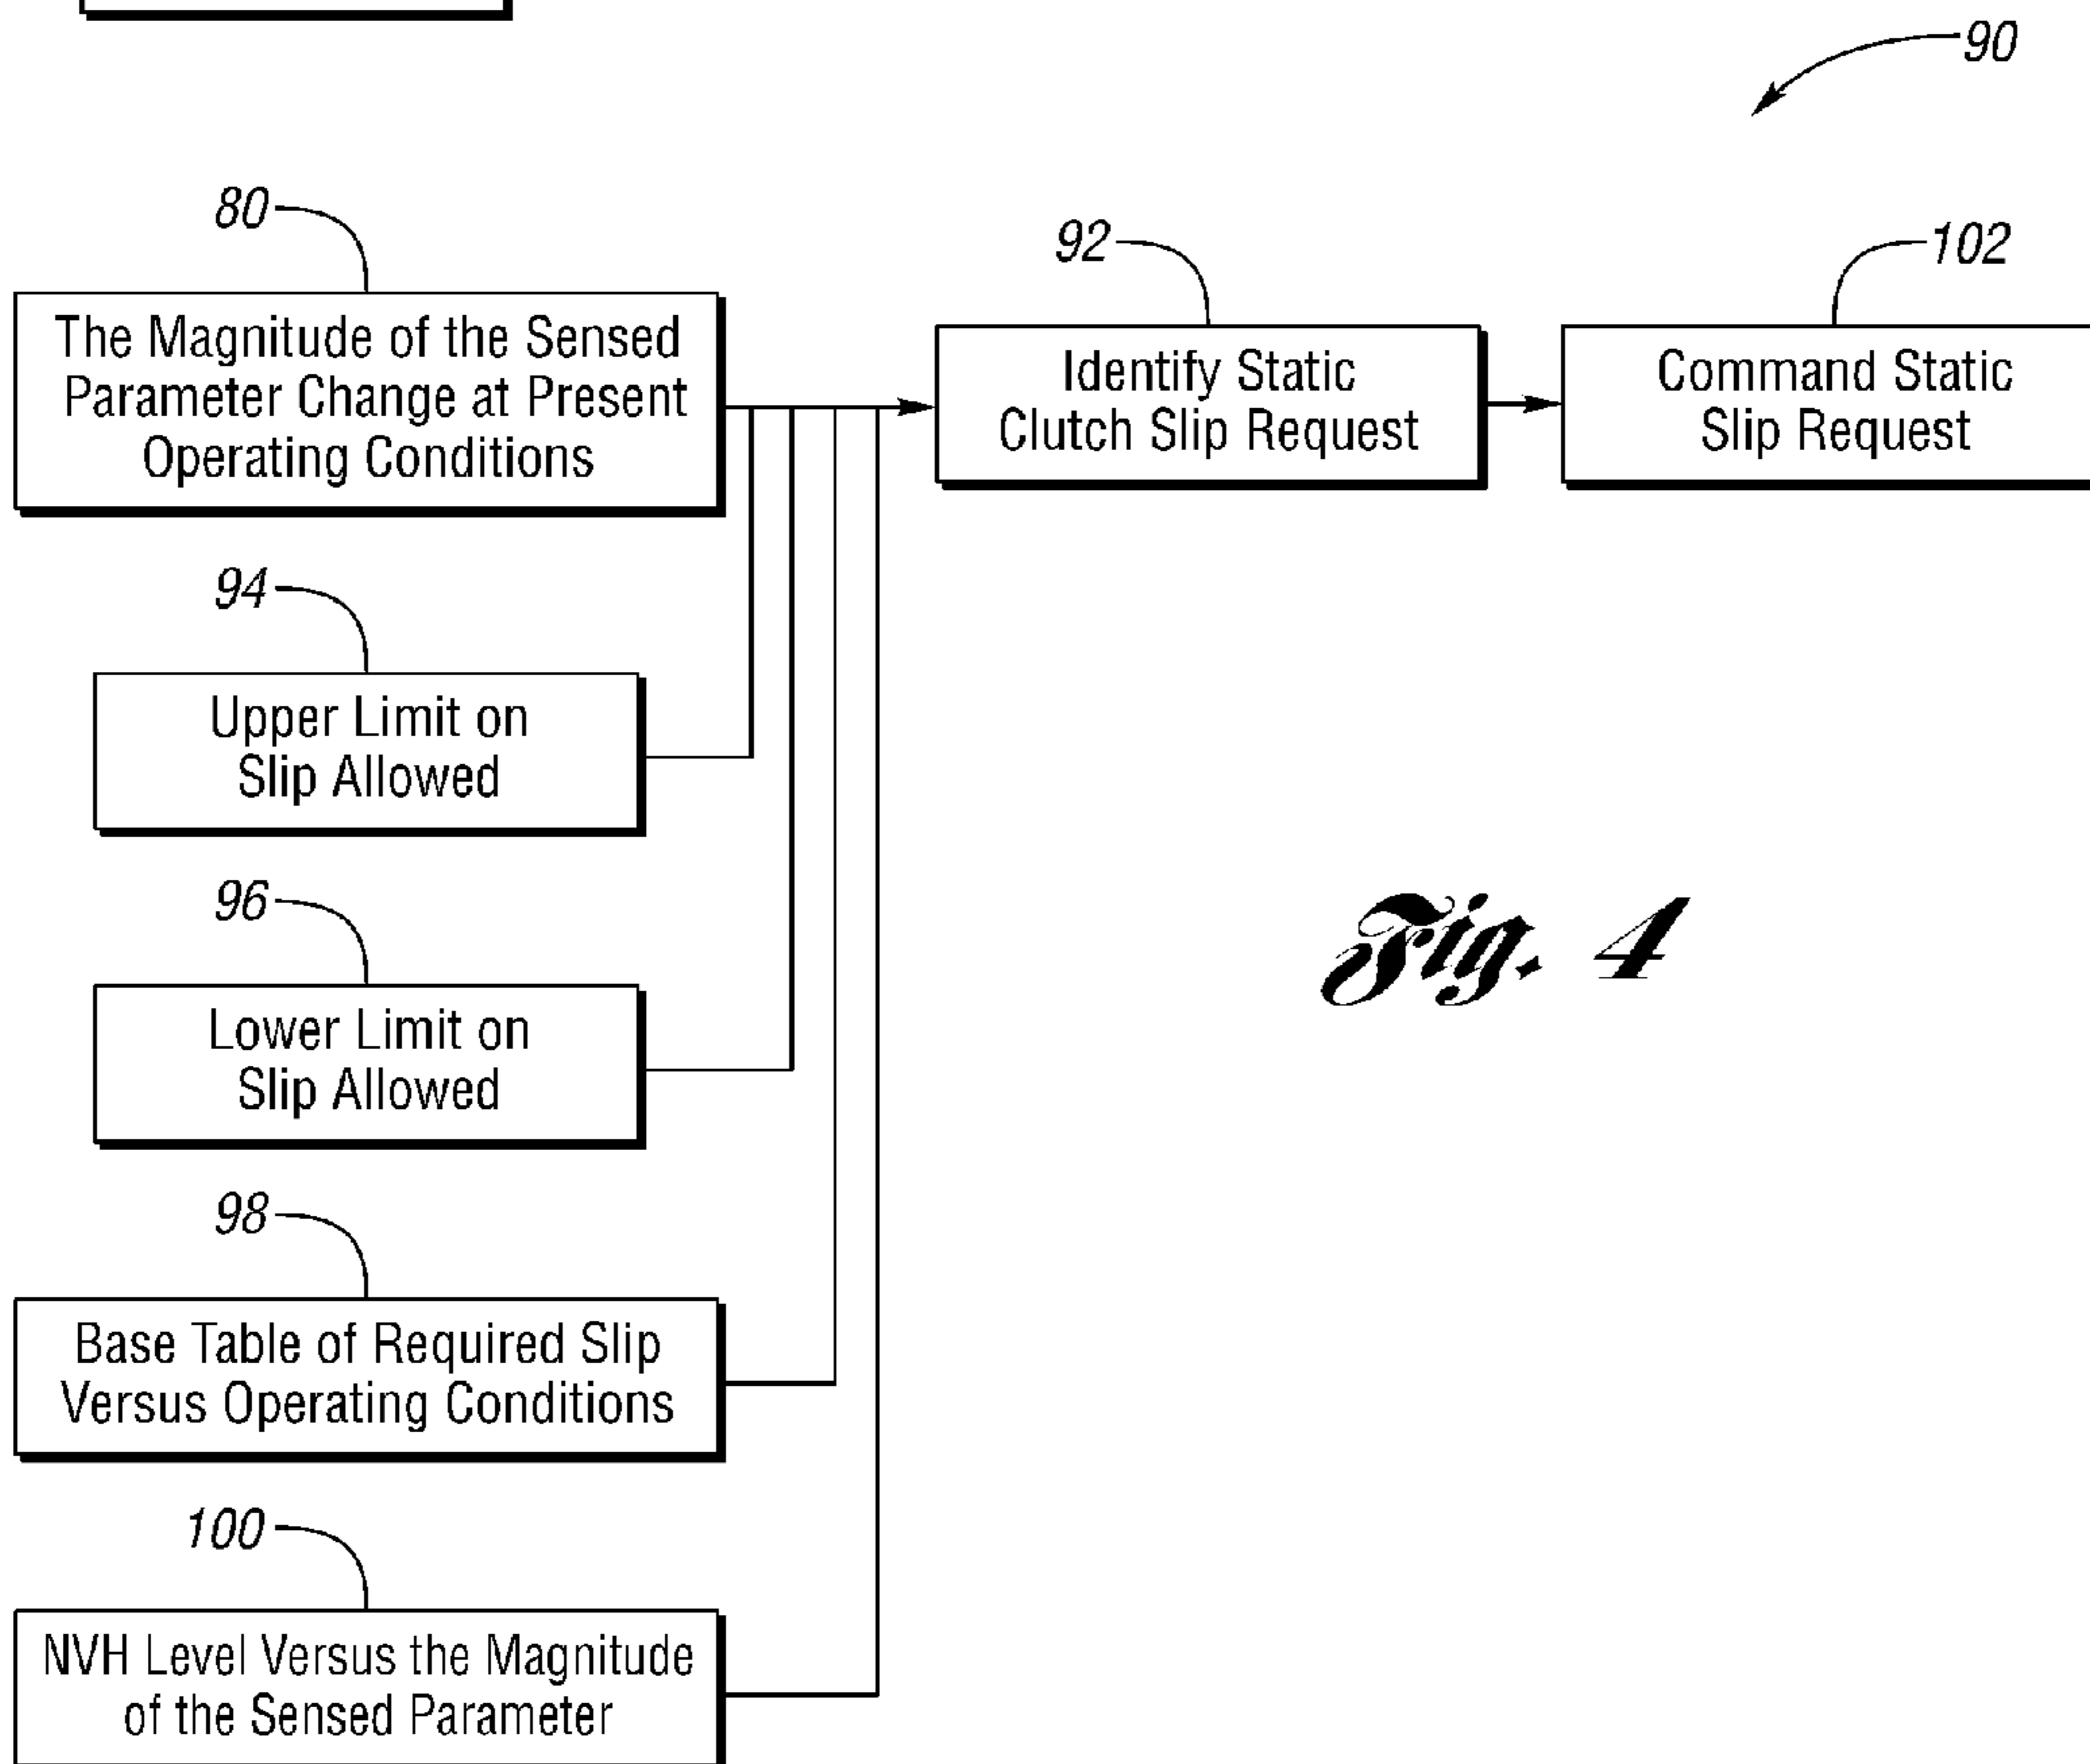 90
80
The Magnitude of the Sensed
Parameter Change at Present
Operating Conditions
92
Identify Static
Clutch Slip Request
102
Command Static
Slip Request
94
Upper Limit on
Slip Allowed
96
Lower Limit on
Slip Allowed
98
Base Table of Required Slip
Versus Operating Conditions
100
NVH Level Versus the Magnitude
of the Sensed Parameter
Fig. 4